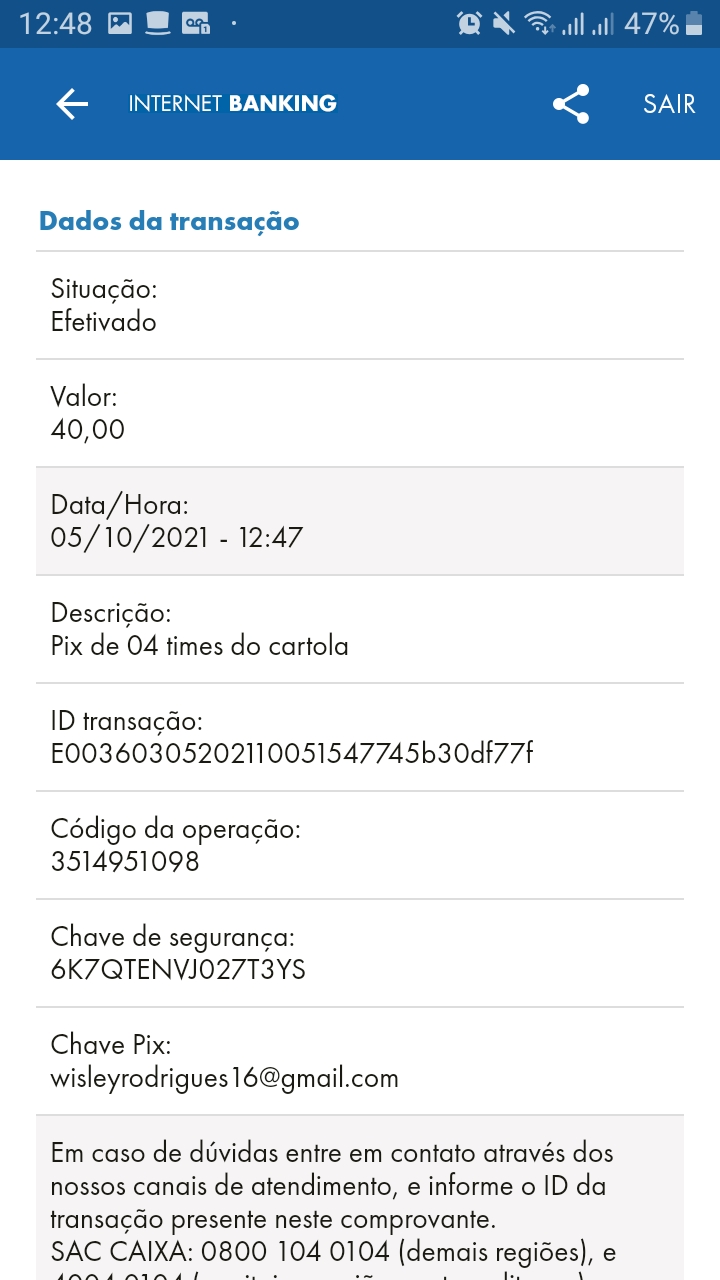 12:48
47%
INTERNET BANKING
SAIR
Dados da transação
Situação:
Efetivado
Valor:
40,00
Data/Hora:
05/10/2021 - 12:47
Descrição:
Pix de 04 times do cartola
ID transação:
E00360305202110051547745b30df77f
Código da operação:
3514951098
Chave de segurança:
6K7QTENVJ027T3YS
Chave Pix:
wisleyrodrigues16@gmail.com
Em caso de dúvidas entre em contato através dos
nossos canais de atendimento, e informe o ID da
transação presente neste comprovante.
SAC CAIXA: 0800 104 0104 (demais regiões), e